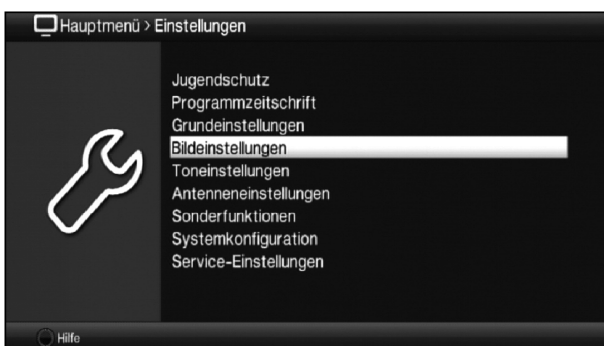 Hauptmenü > Einstellungen
Jugendschutz
Programmzeitschrift
Grundeinstellungen
Bildeinstellungen
Toneinstellungen
Antenneneinstellungen
Sonderfunktionen
Systemkonfiguration
Service-Einstellungen
Hilfe